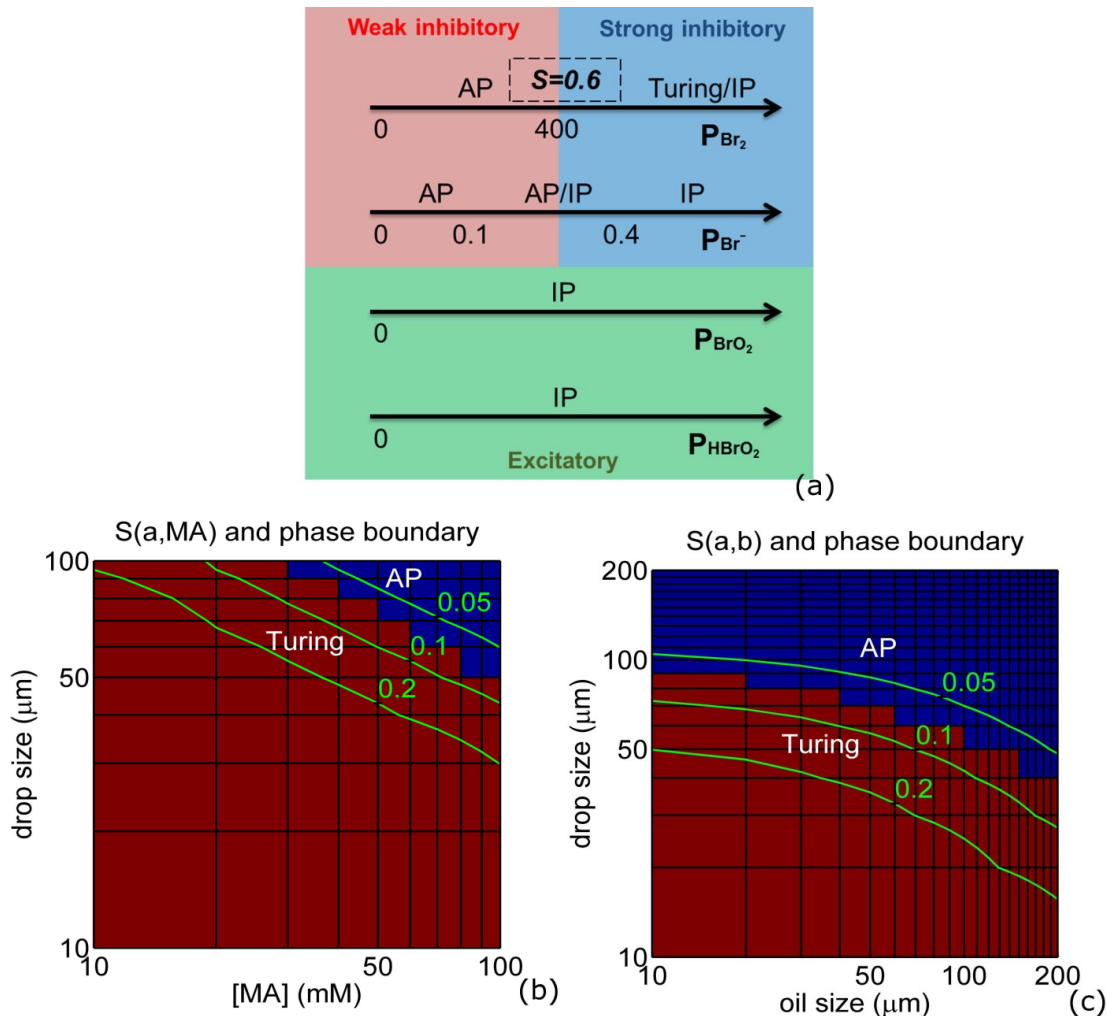 Weak inhibitory Strong inhibitory
AP S=0.6 Turing/IP
0 400 PBr₂
AP AP/IP IP
0 0.1 0.4 PBr⁻
IP
0 PBrO₂
IP
0 PHBrO₂
Excitatory
(a)
S(a,MA) and phase boundary
100
AP
0.05
Turing
0.1
50
0.2
drop size (μm)
10
10 50 100
[MA] (mM)
(b)
S(a,b) and phase boundary
200
AP
100
0.05
Turing
0.1
50
0.2
drop size (μm)
10
10 50 100 200
oil size (μm)
(c)